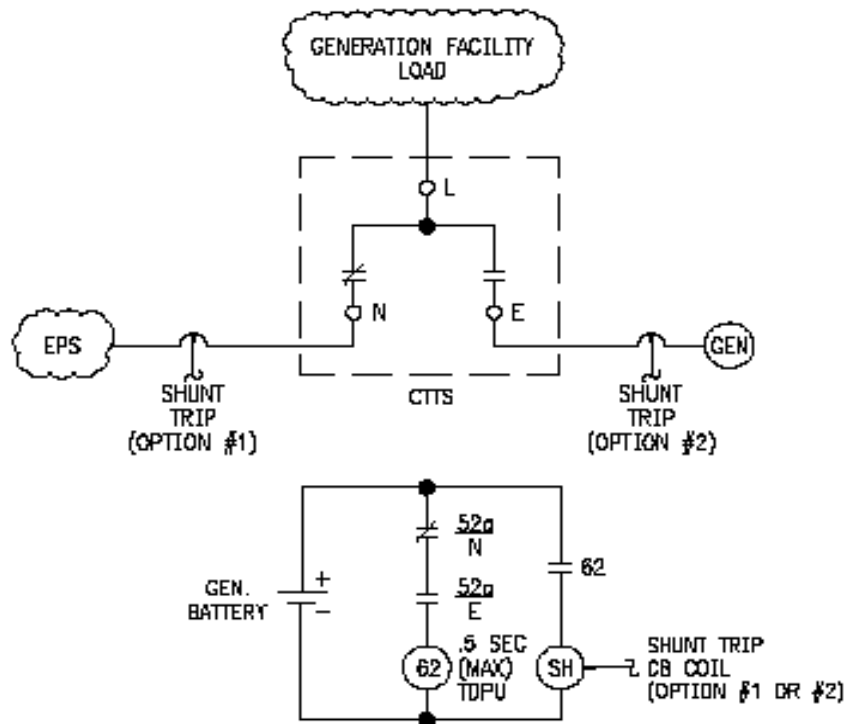 GENERATION FACILITY
LOAD
L
N
E
EPS
GEN
SHUNT
TRIP
(OPTION #1)
CTTS
SHUNT
TRIP
(OPTION #2)
52a
N
62
GEN.
BATTERY
+
-
52a
E
62
.5 SEC
(MAX)
TDPU
SH
SHUNT TRIP
CB COIL
(OPTION #1 OR #2)